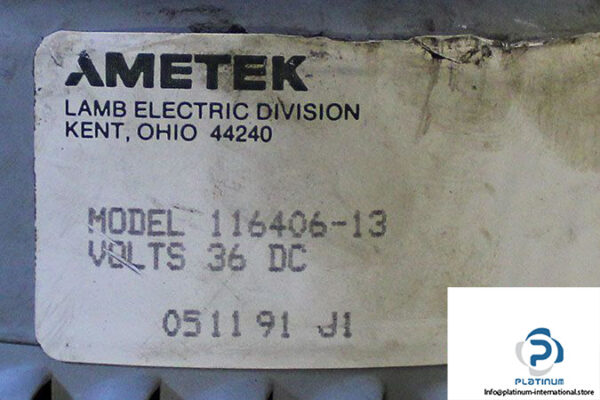 AMETEK
LAMB ELECTRIC DIVISION
KENT, OHIO 44240
MODEL 116406-13
VOLTS 36 DC
051191 J1
PLATINUM
Info@platinum-international.store